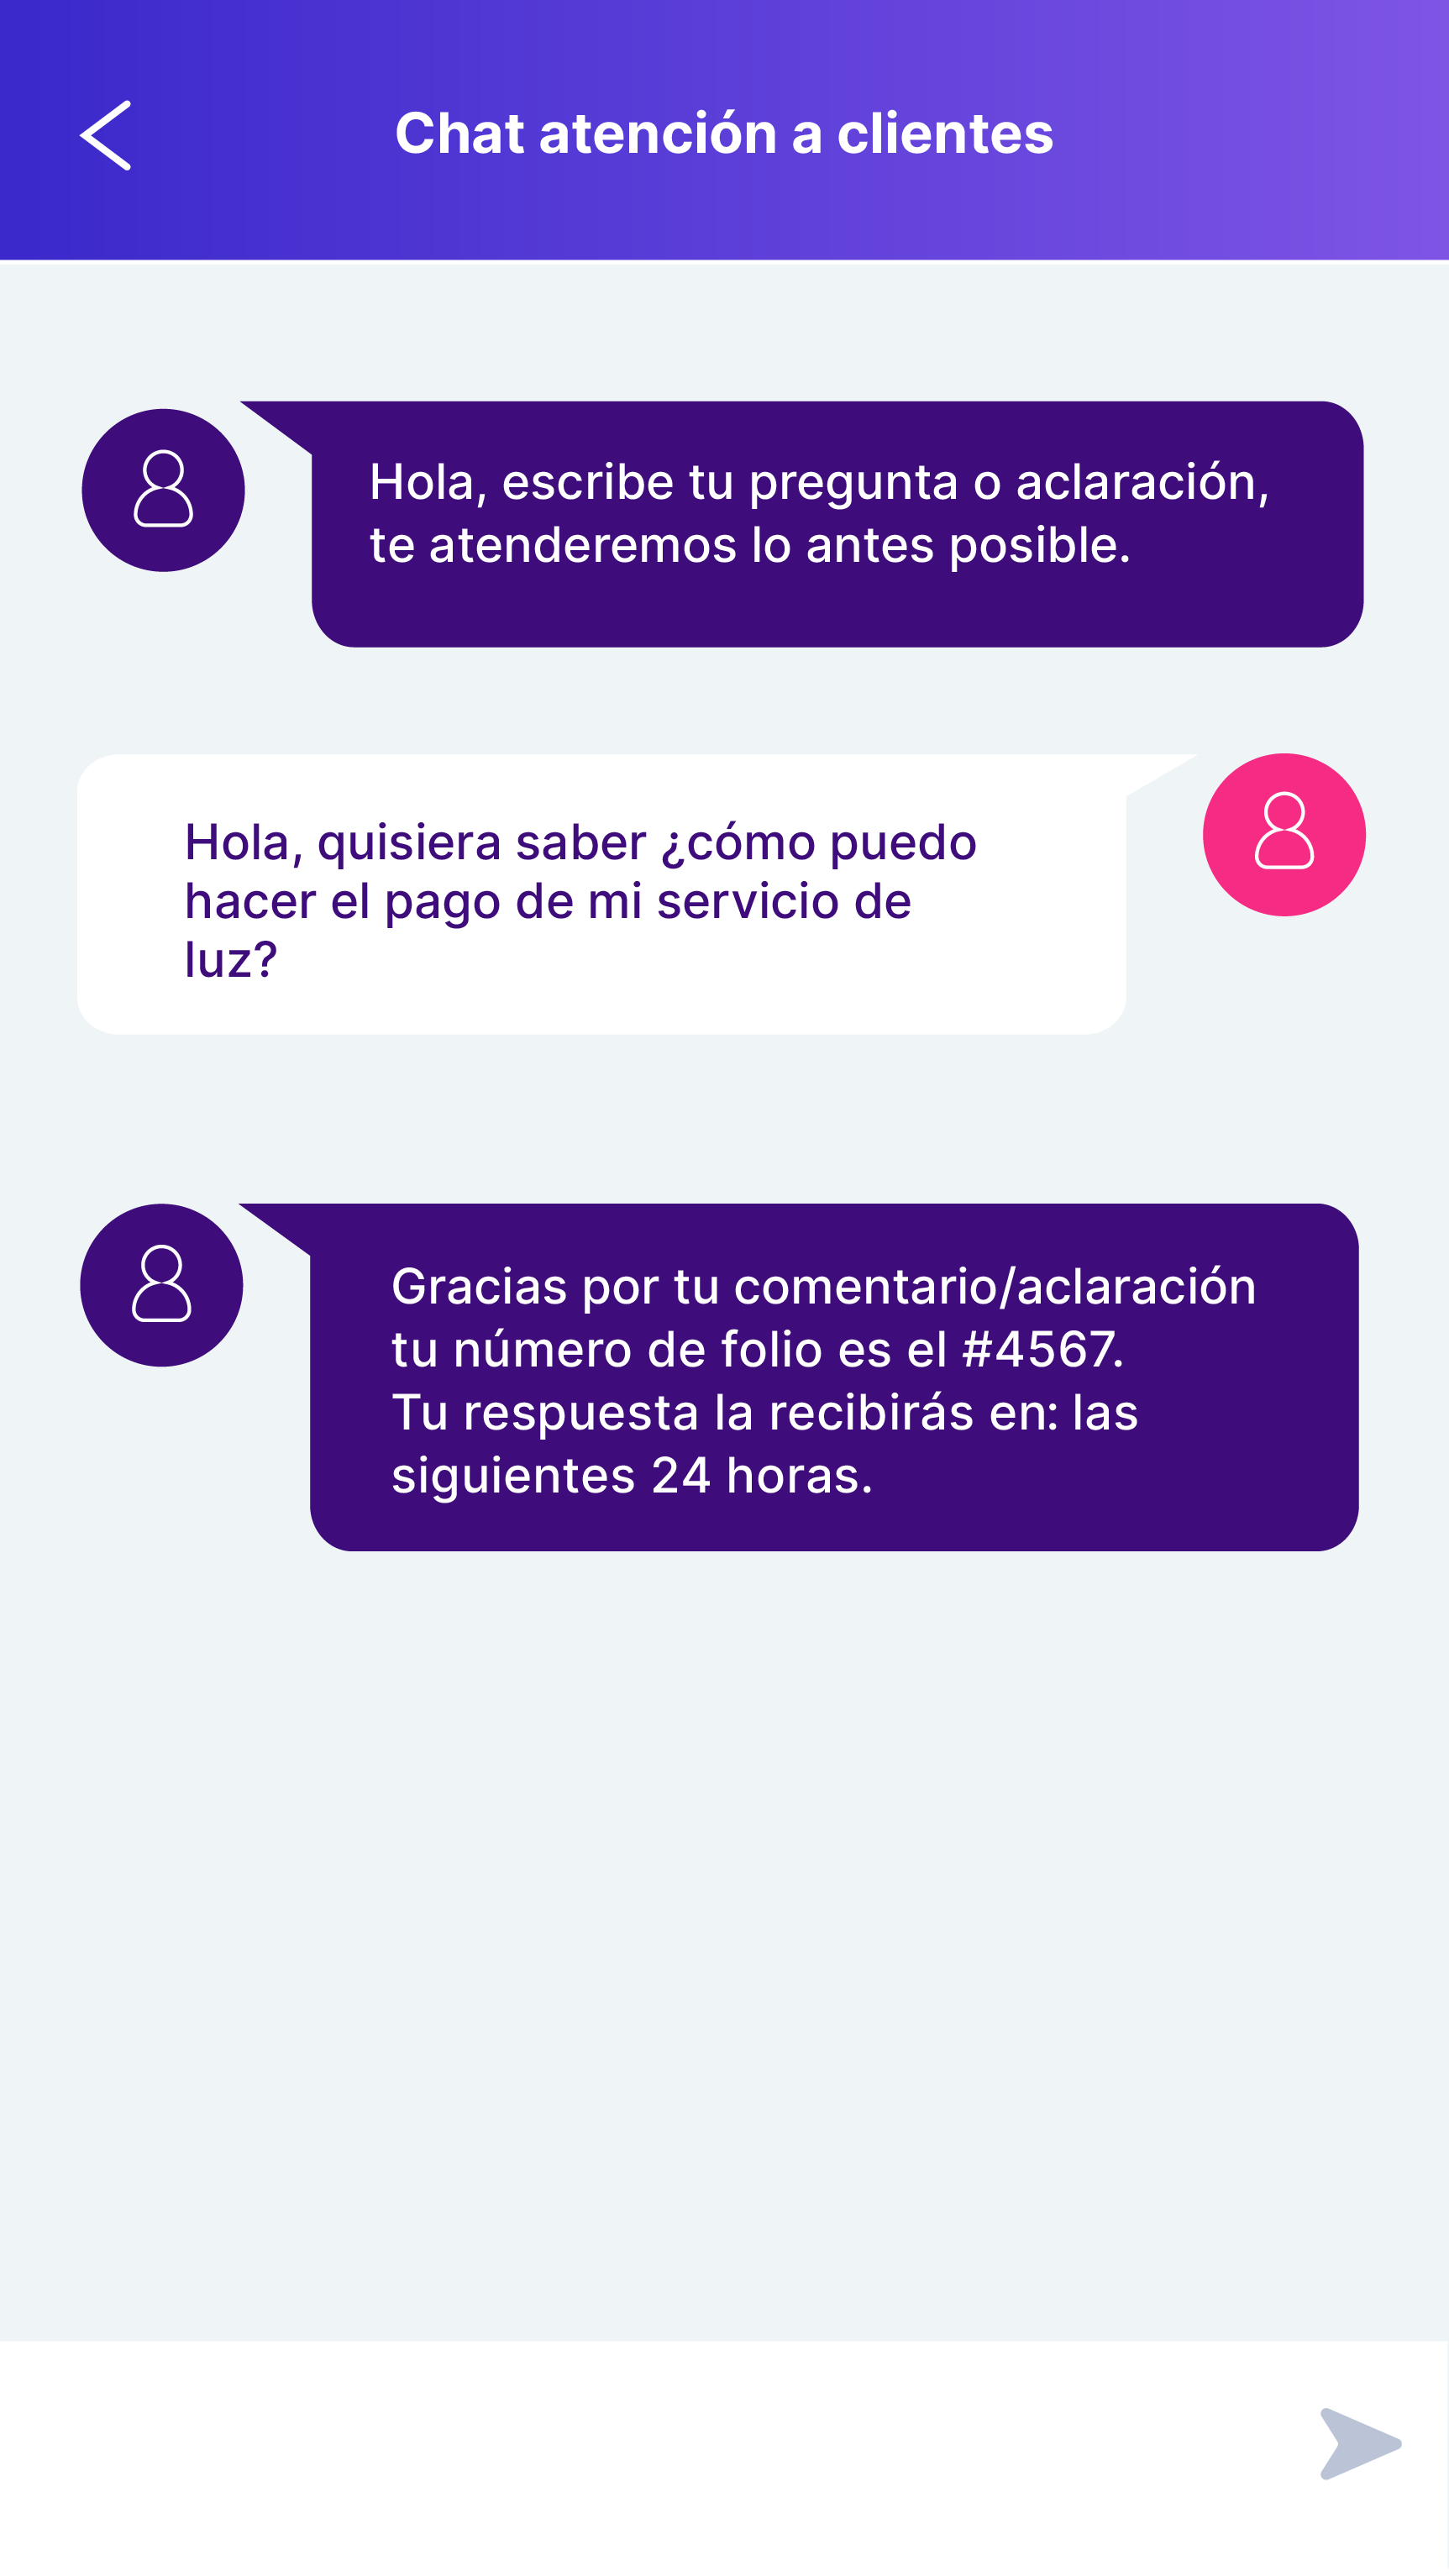 Chat atención a clientes
Hola, escribe tu pregunta o aclaración,
te atenderemos lo antes posible.
Hola, quisiera saber ¿cómo puedo
hacer el pago de mi servicio de
luz?
Gracias por tu comentario/aclaración
tu número de folio es el #4567.
Tu respuesta la recibirás en: las
siguientes 24 horas.